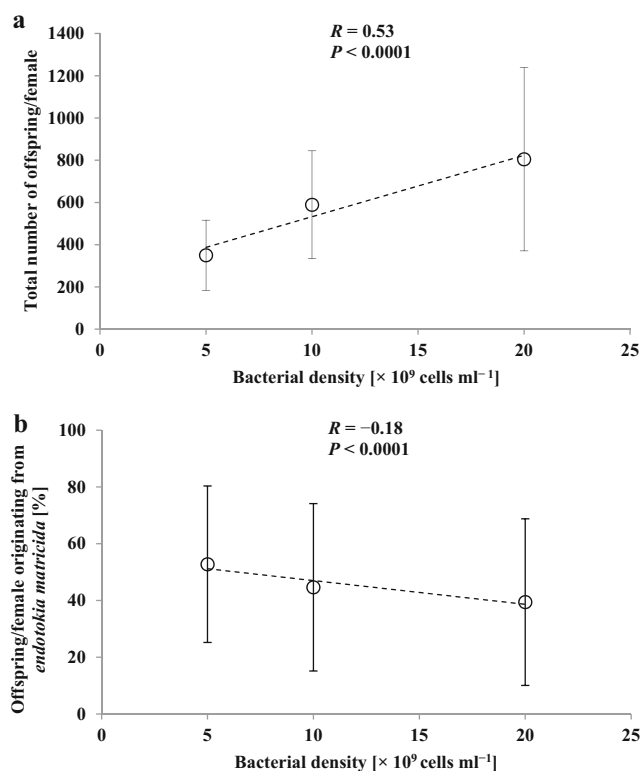 a
R = 0.53
P < 0.0001
Total number of offspring/female
1400
1200
1000
800
600
400
200
0
0 5 10 15 20 25
Bacterial density [× 10⁹ cells ml⁻¹]
b
R = −0.18
P < 0.0001
Offspring/female originating from
endotokia matricida [%]
100
80
60
40
20
0
0 5 10 15 20 25
Bacterial density [× 10⁹ cells ml⁻¹]